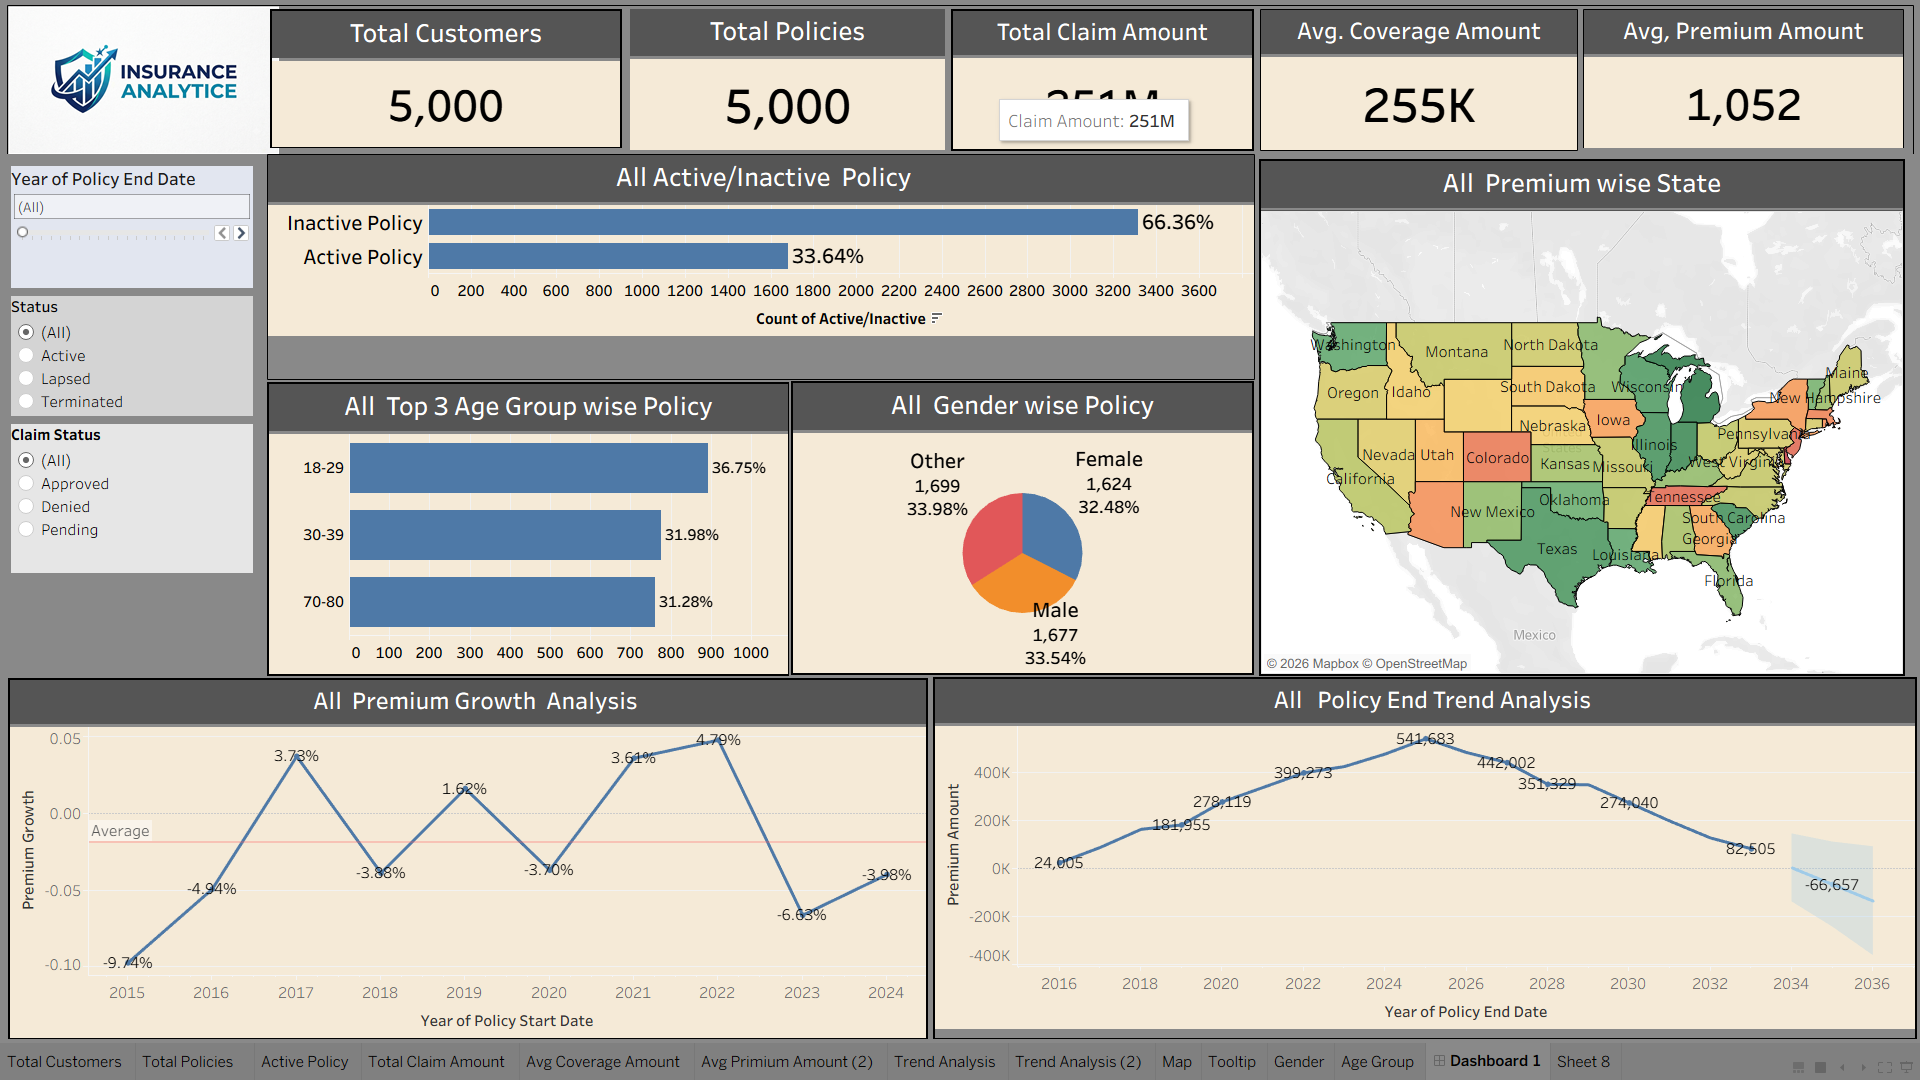 INSURANCE
ANALYTICE
Total Customers
5,000
Total Policies
5,000
Total Claim Amount
251M
Claim Amount: 251M
Avg. Coverage Amount
255K
Avg, Premium Amount
1,052
Year of Policy End Date
(All)
Status
(All)
Active
Lapsed
Terminated
Claim Status
(All)
Approved
Denied
Pending
All Active/Inactive Policy
Inactive Policy
66.36%
Active Policy
33.64%
0 200 400 600 800 1000 1200 1400 1600 1800 2000 2200 2400 2600 2800 3000 3200 3400 3600
Count of Active/Inactive
All Top 3 Age Group wise Policy
18-29
36.75%
30-39
31.98%
70-80
31.28%
0 100 200 300 400 500 600 700 800 900 1000
All Gender wise Policy
Other
1,699
33.98%
Female
1,624
32.48%
Male
1,677
33.54%
All Premium wise State
Washington
Montana
North Dakota
Oregon
Idaho
South Dakota
Wisconsin
Maine
New Hampshire
Nebraska
Iowa
Illinois
Pennsylvania
Nevada
Utah
Colorado
Kansas
Missouri
West Virginia
California
New Mexico
Oklahoma
Tennessee
South Carolina
Georgia
Texas
Louisiana
Florida
Mexico
© 2026 Mapbox © OpenStreetMap
All Premium Growth Analysis
Premium Growth
0.05
0.00
-0.05
-0.10
Average
-9.74%
-4.94%
3.73%
-3.88%
1.62%
-3.70%
3.61%
4.79%
-6.63%
-3.98%
2015 2016 2017 2018 2019 2020 2021 2022 2023 2024
Year of Policy Start Date
All Policy End Trend Analysis
Premium Amount
400K
200K
0K
-200K
-400K
24,005
181,955
278,119
399,273
541,683
442,002
351,329
274,040
82,505
-66,657
2016 2018 2020 2022 2024 2026 2028 2030 2032 2034 2036
Year of Policy End Date
Total Customers Total Policies Active Policy Total Claim Amount Avg Coverage Amount Avg Primium Amount (2) Trend Analysis Trend Analysis (2) Map Tooltip Gender Age Group Dashboard 1 Sheet 8